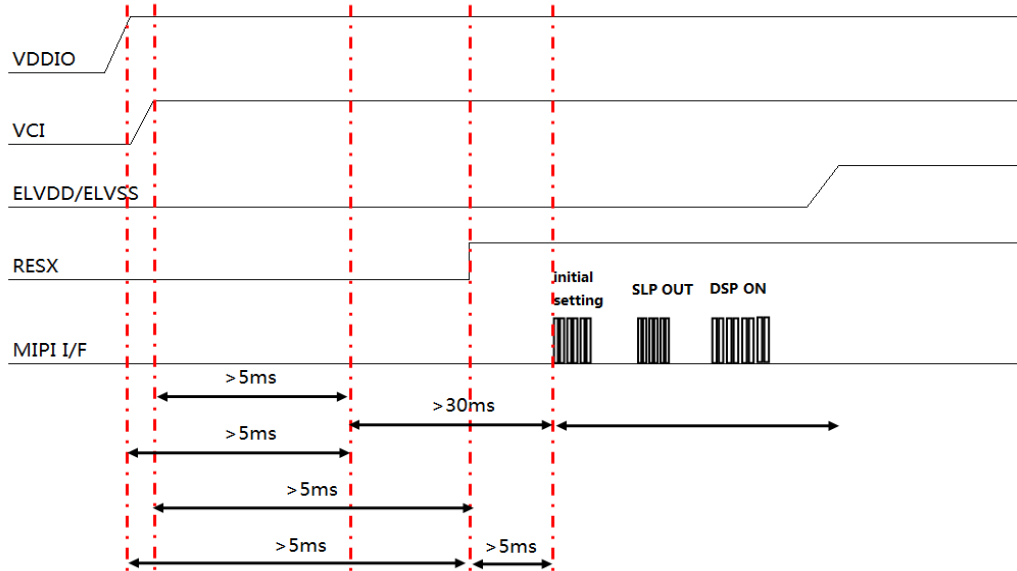 VDDIO
VCI
ELVDD/ELVSS
RESX
initial
setting
SLP OUT
DSP ON
MIPI I/F
>5ms
>30ms
>5ms
>5ms
>5ms
>5ms